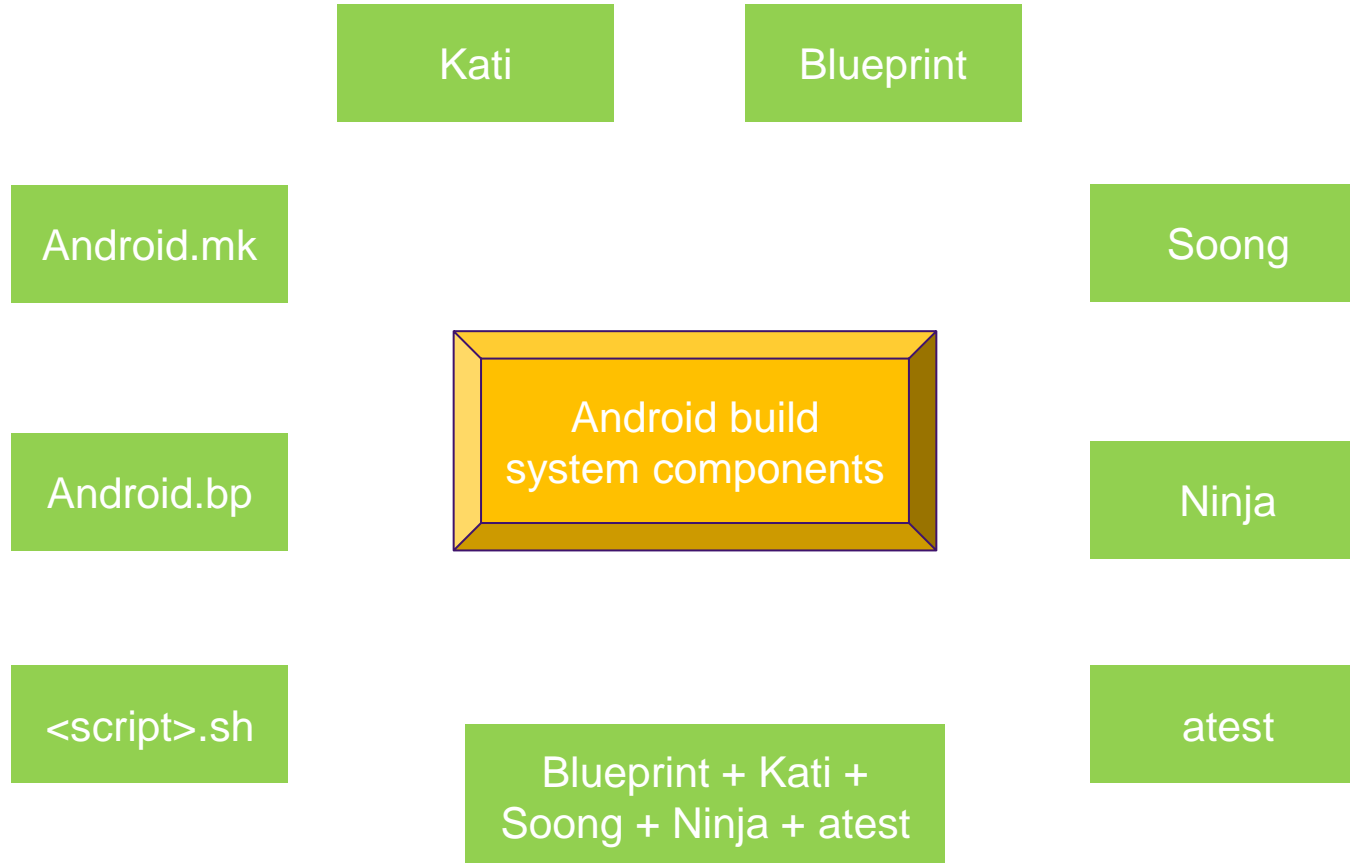 Kati
Blueprint
Android.mk
Soong
Android build
system components
Android.bp
Ninja
<script>.sh
atest
Blueprint + Kati +
Soong + Ninja + atest